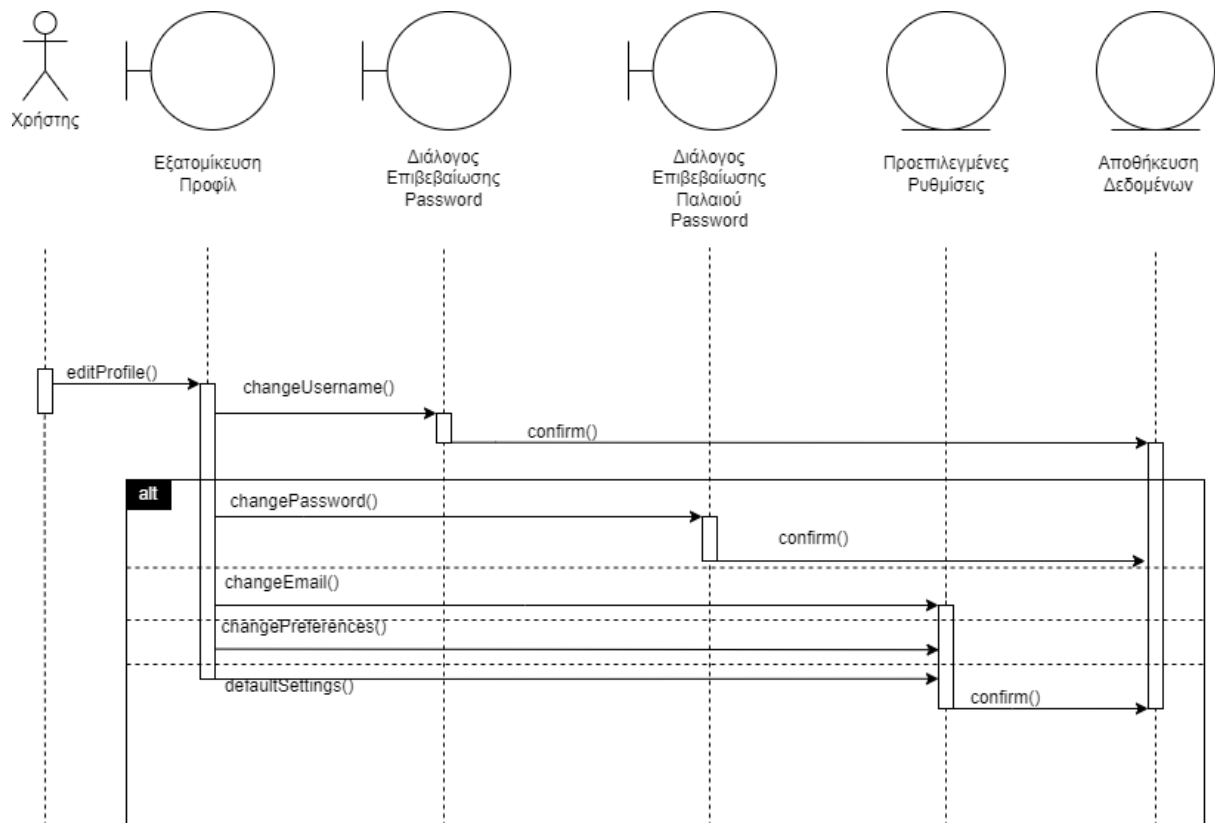 Χρήστης
Εξατομίκευση
Προφίλ
Διάλογος
Επιβεβαίωσης
Password
Διάλογος
Επιβεβαίωσης
Παλαιού
Password
Προεπιλεγμένες
Ρυθμίσεις
Αποθήκευση
Δεδομένων
editProfile()
changeUsername()
confirm()
alt
changePassword()
confirm()
changeEmail()
changePreferences()
defaultSettings()
confirm()